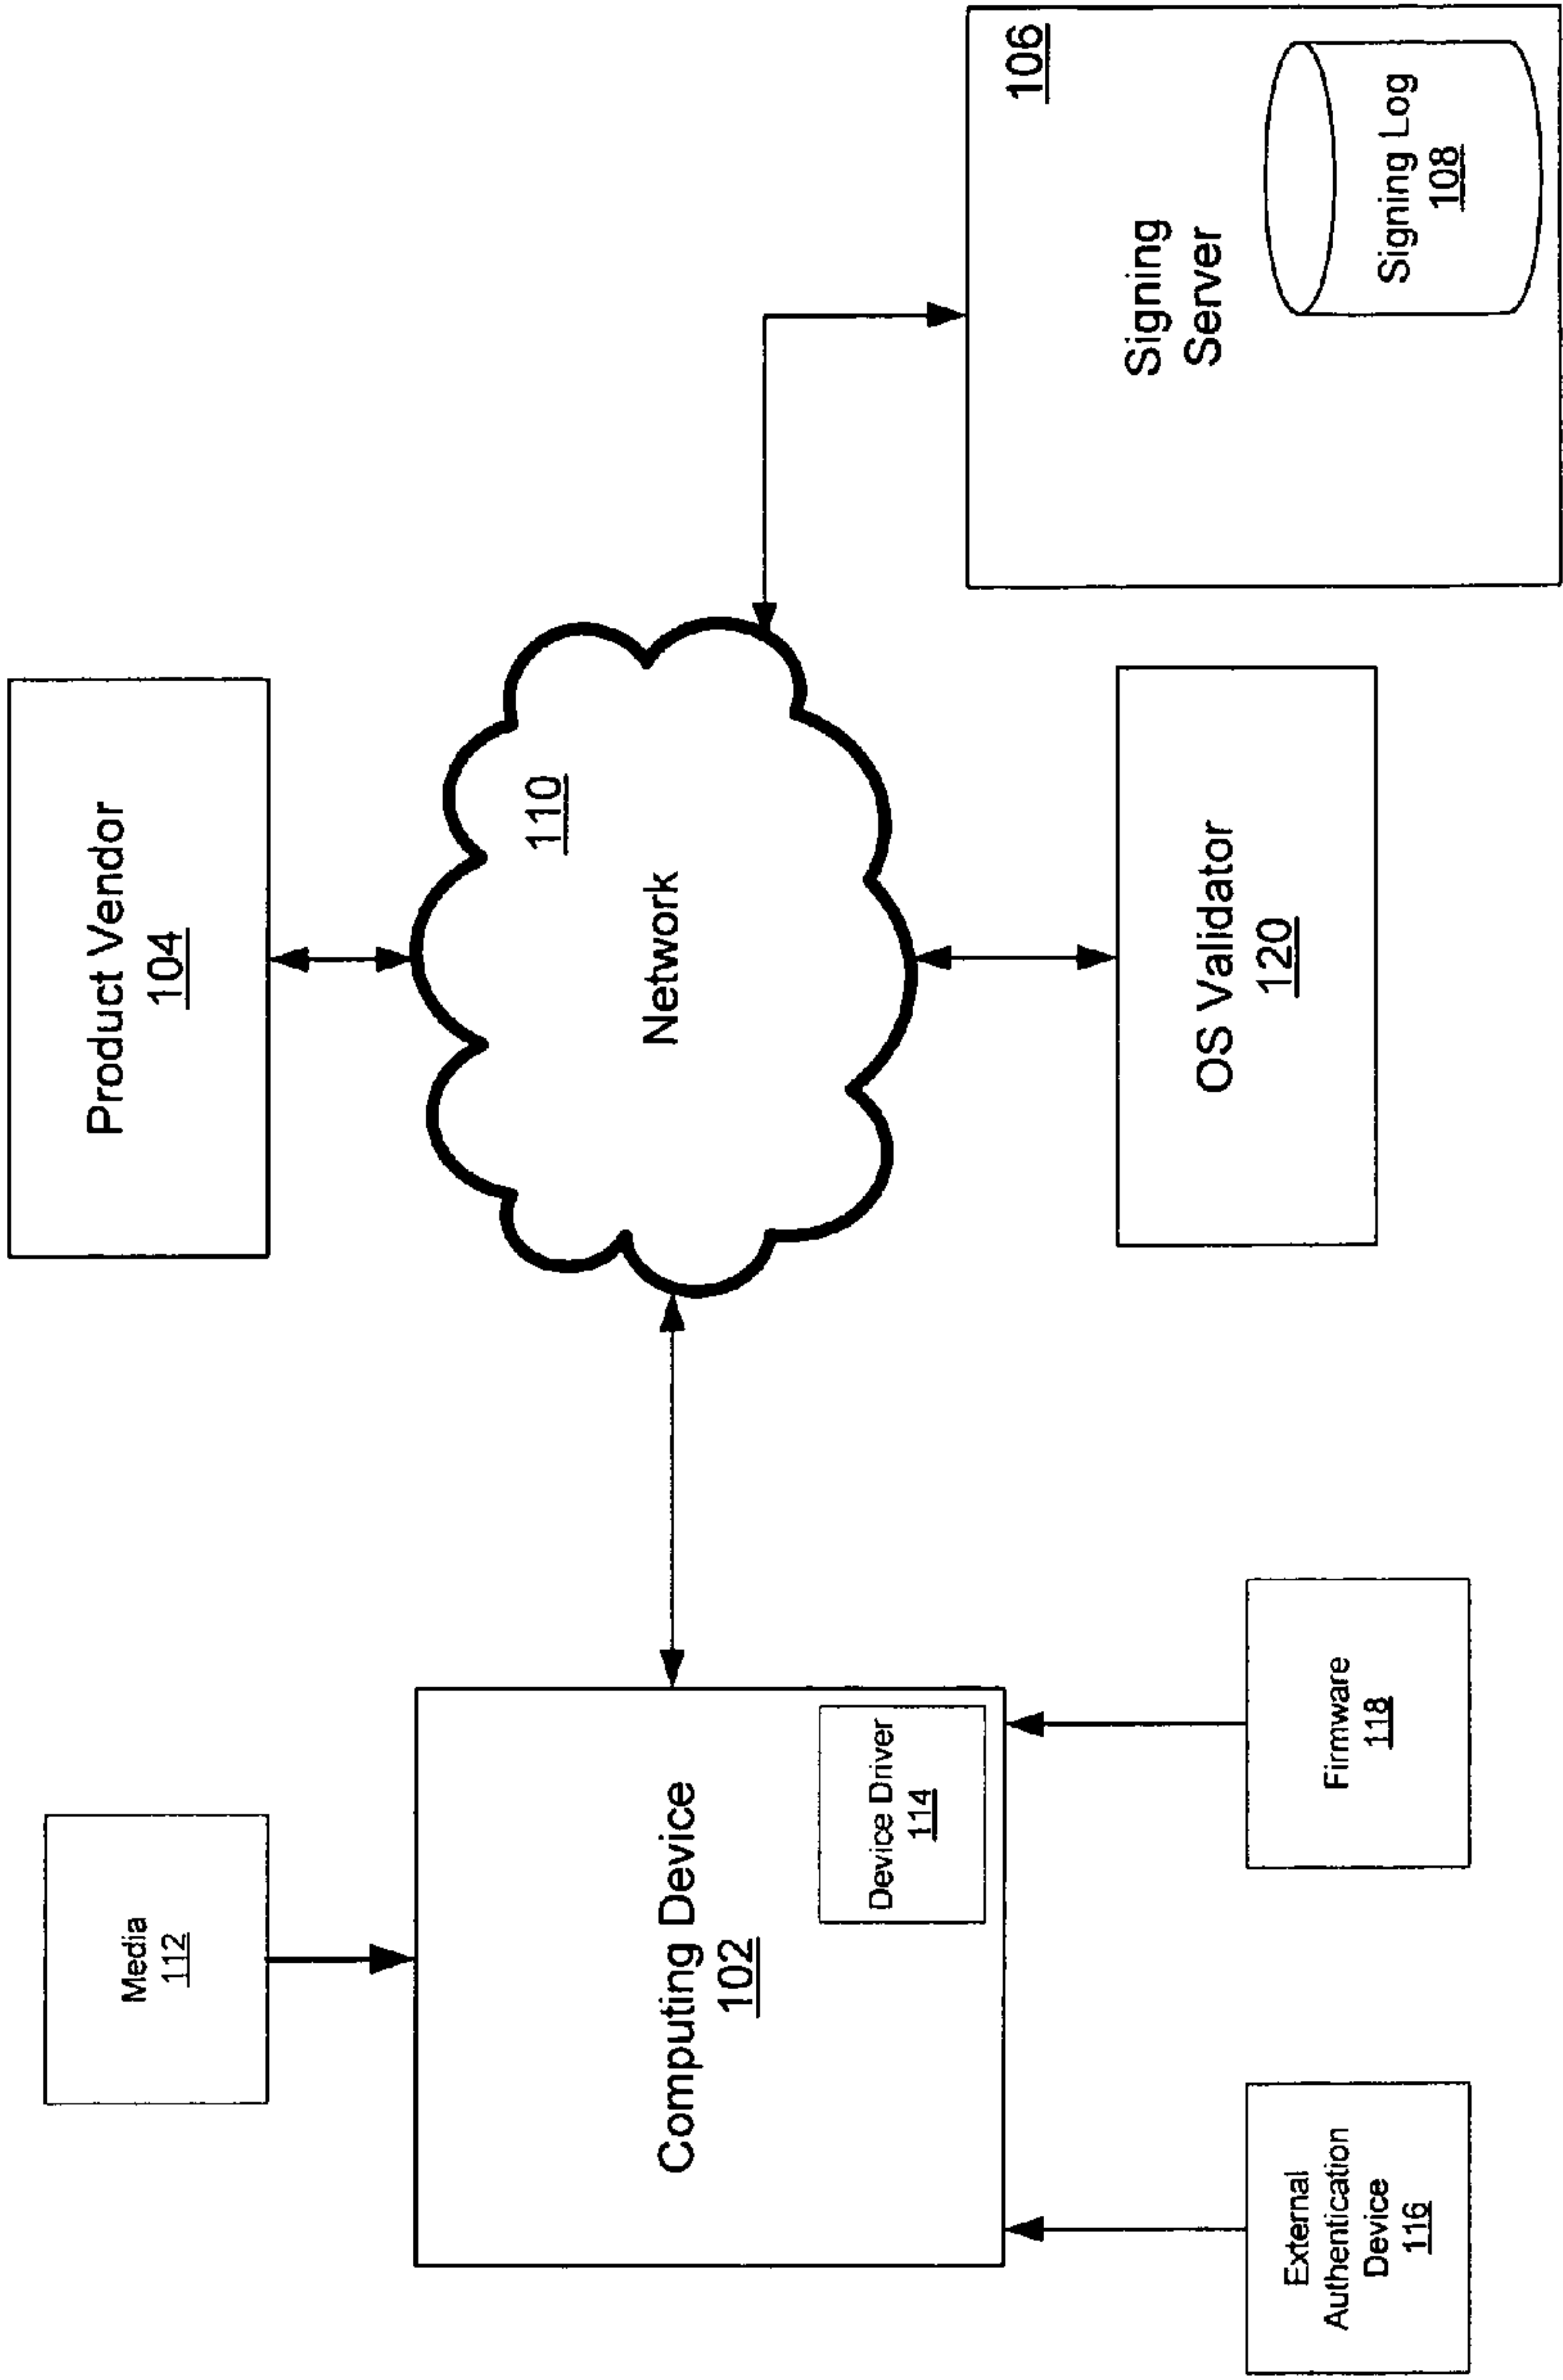 Media
112
Product Vendor
104
110
Network
Computing Device
102
Device Driver
114
106
Signing
Server
Signing Log
108
External
Authentication
Device
116
Firmware
118
OS Validator
120